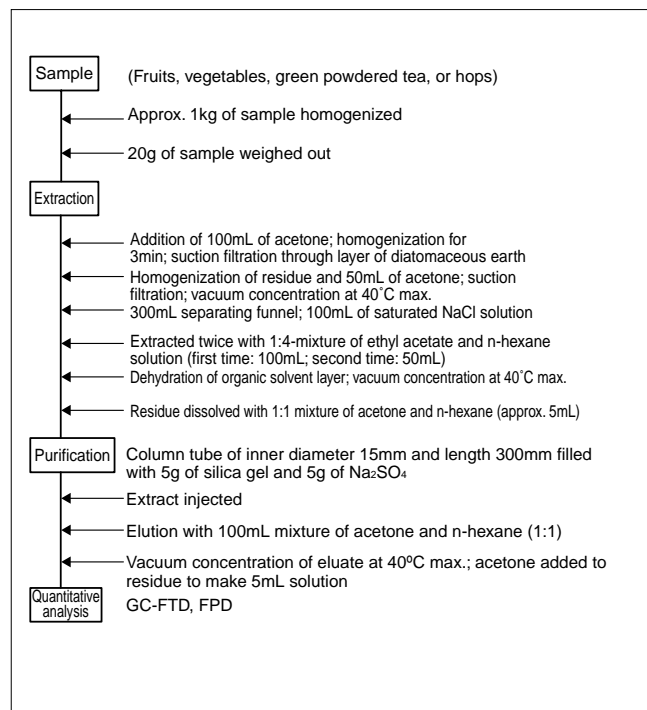 Sample
(Fruits, vegetables, green powdered tea, or hops)
Approx. 1kg of sample homogenized
20g of sample weighed out
Extraction
Addition of 100mL of acetone; homogenization for
3min; suction filtration through layer of diatomaceous earth
Homogenization of residue and 50mL of acetone; suction
filtration; vacuum concentration at 40˚C max.
300mL separating funnel; 100mL of saturated NaCl solution
Extracted twice with 1:4-mixture of ethyl acetate and n-hexane
solution (first time: 100mL; second time: 50mL)
Dehydration of organic solvent layer; vacuum concentration at 40˚C max.
Residue dissolved with 1:1 mixture of acetone and n-hexane (approx. 5mL)
Purification
Column tube of inner diameter 15mm and length 300mm filled
with 5g of silica gel and 5g of Na₂SO₄
Extract injected
Elution with 100mL mixture of acetone and n-hexane (1:1)
Vacuum concentration of eluate at 40ºC max.; acetone added to
residue to make 5mL solution
Quantitative
analysis
GC-FTD, FPD